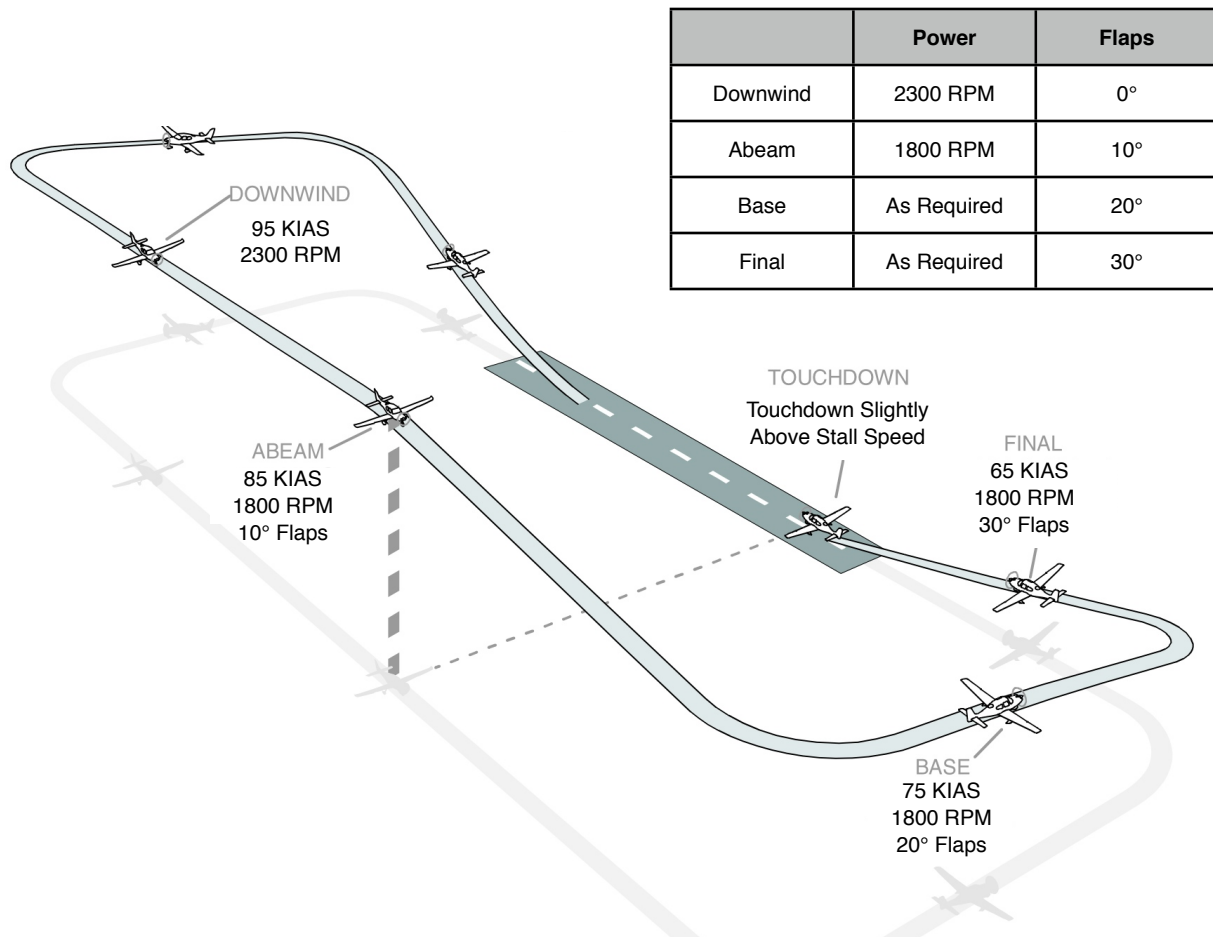 Power Flaps
Downwind 2300 RPM 0°
Abeam 1800 RPM 10°
Base As Required 20°
Final As Required 30°
DOWNWIND
95 KIAS
2300 RPM
ABEAM
85 KIAS
1800 RPM
10° Flaps
TOUCHDOWN
Touchdown Slightly
Above Stall Speed
FINAL
65 KIAS
1800 RPM
30° Flaps
BASE
75 KIAS
1800 RPM
20° Flaps